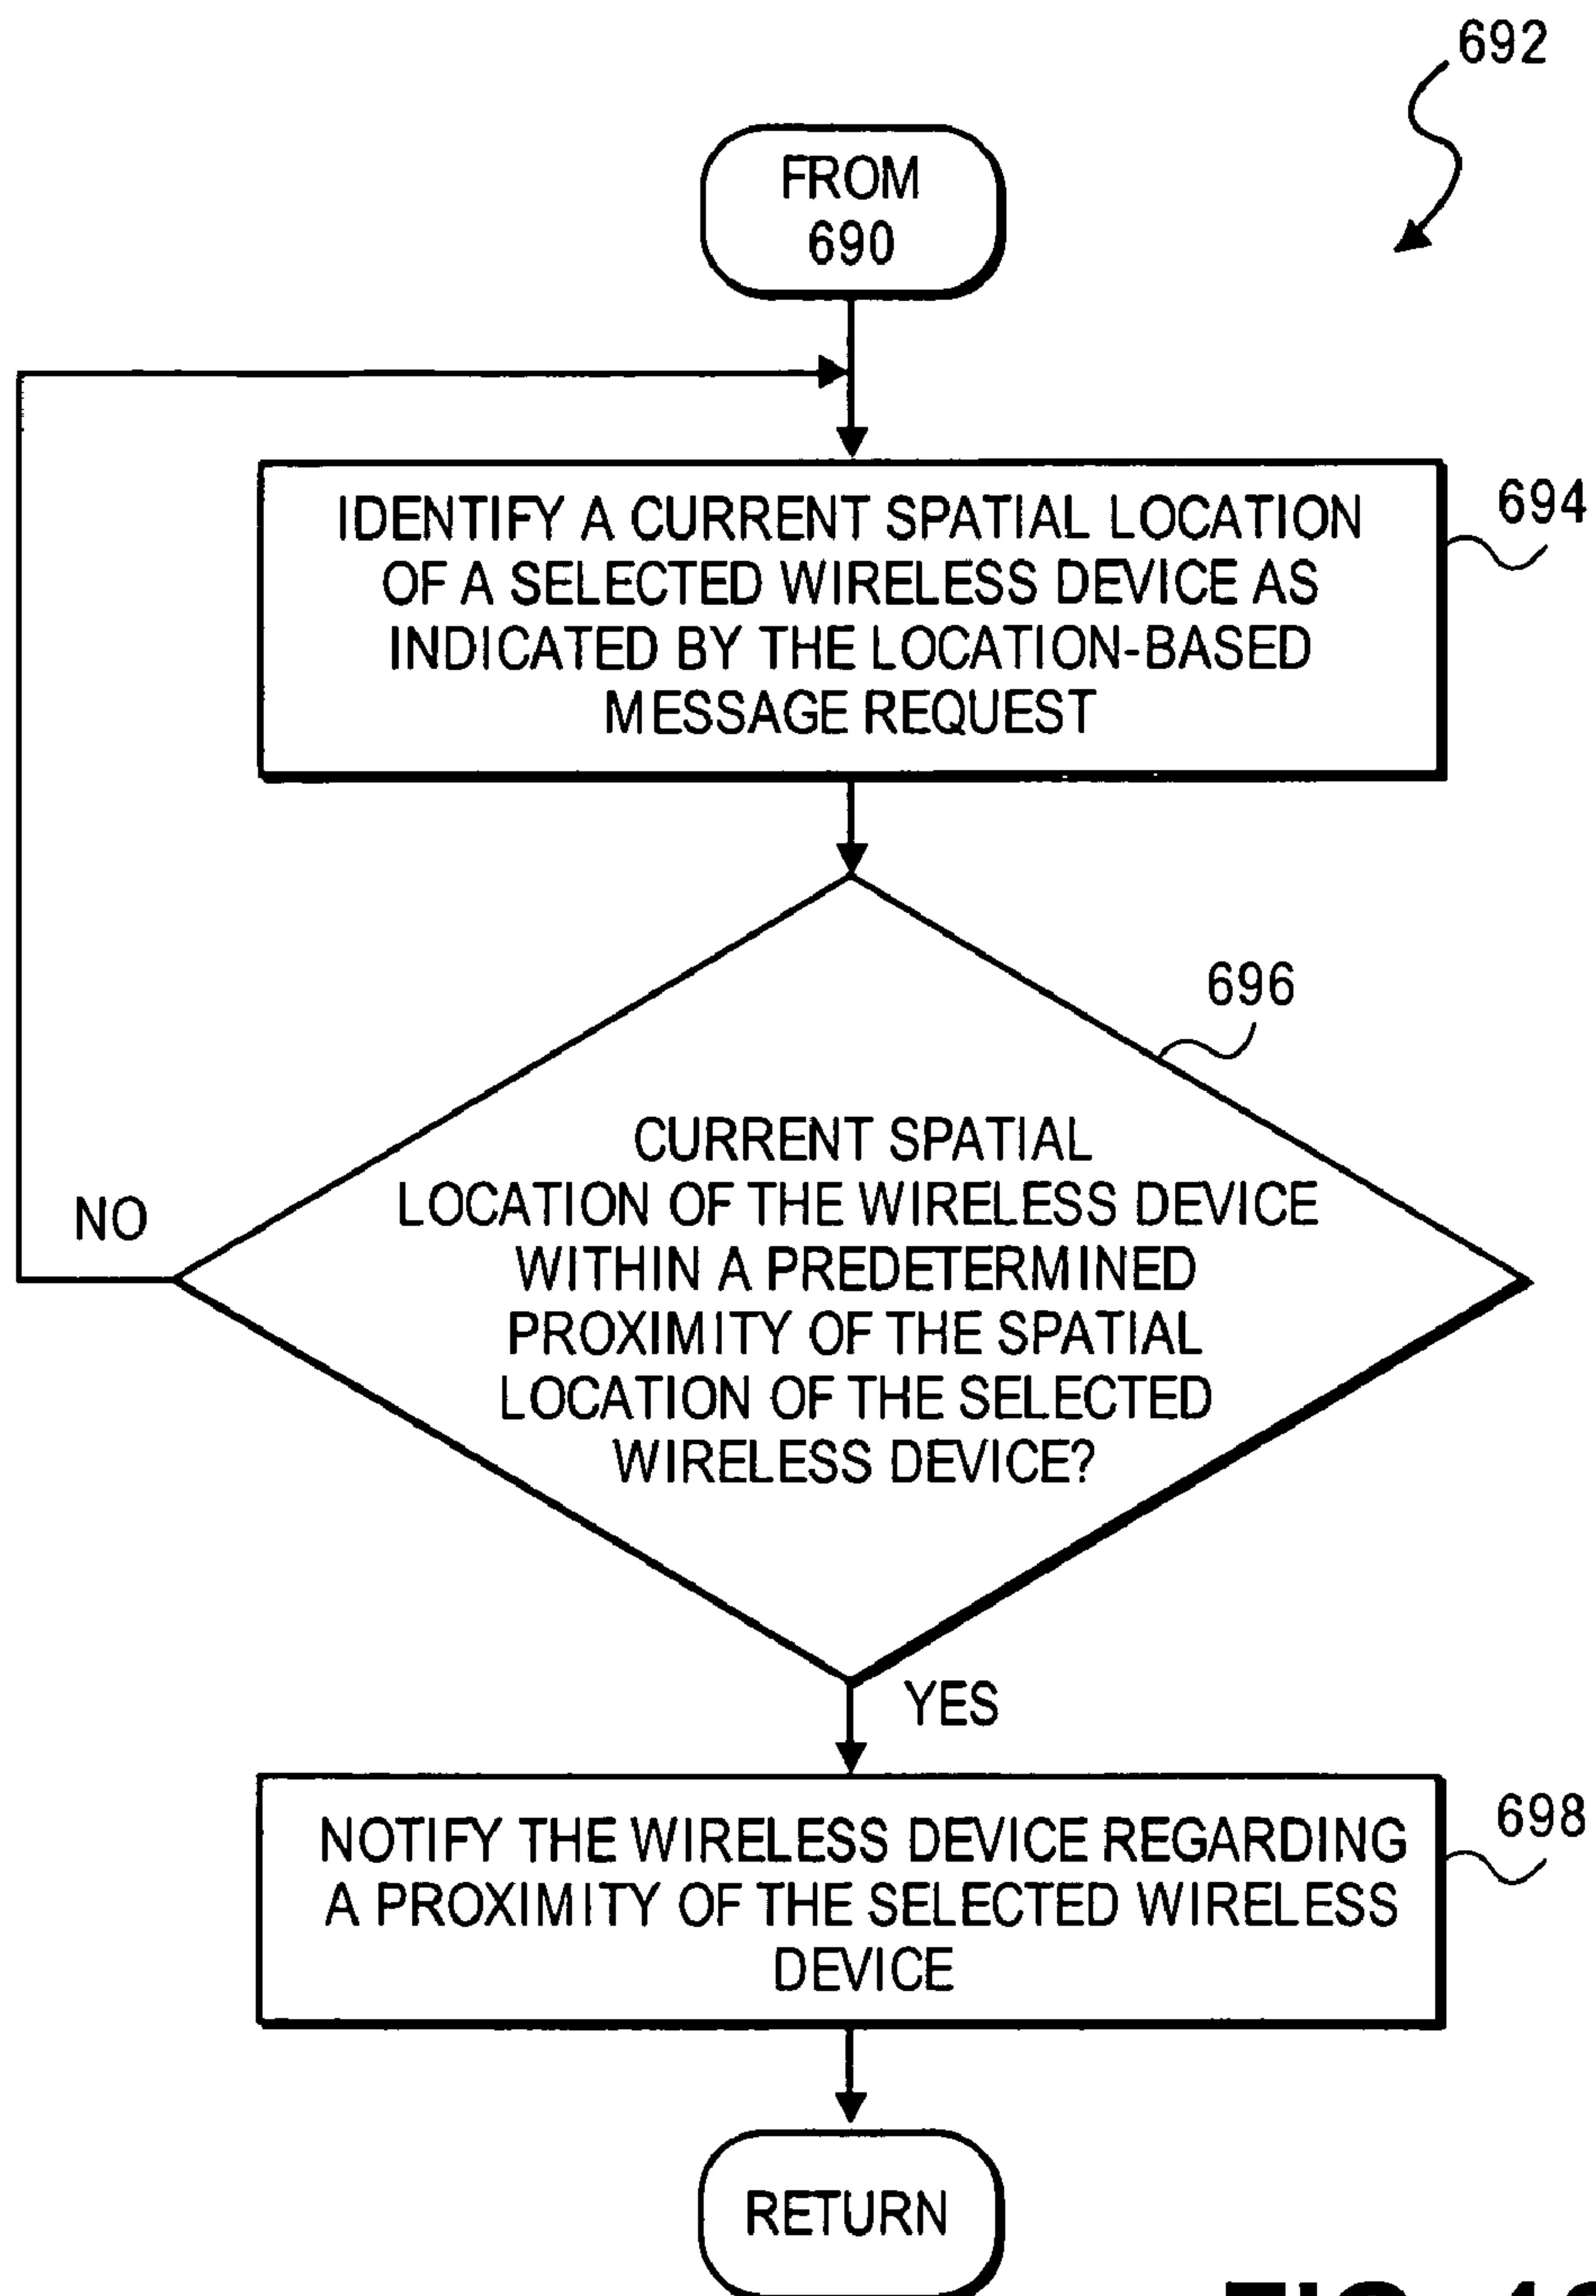 692
FROM
690
IDENTIFY A CURRENT SPATIAL LOCATION
OF A SELECTED WIRELESS DEVICE AS
INDICATED BY THE LOCATION-BASED
MESSAGE REQUEST
694
696
CURRENT SPATIAL
LOCATION OF THE WIRELESS DEVICE
WITHIN A PREDETERMINED
PROXIMITY OF THE SPATIAL
LOCATION OF THE SELECTED
WIRELESS DEVICE?
NO
YES
NOTIFY THE WIRELESS DEVICE REGARDING
A PROXIMITY OF THE SELECTED WIRELESS
DEVICE
698
RETURN